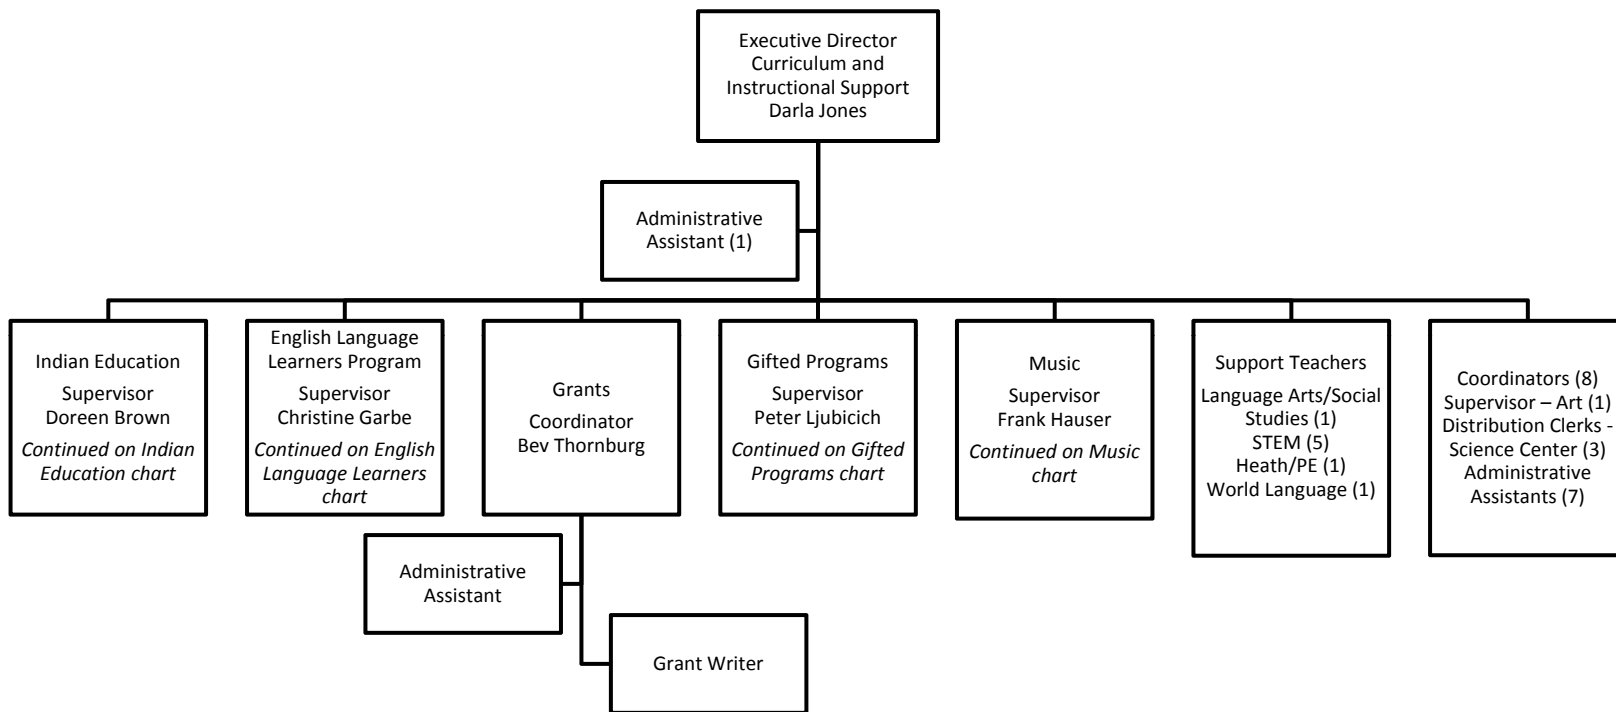 Executive Director
Curriculum and
Instructional Support
Darla Jones
Administrative
Assistant (1)
Indian Education
Supervisor
Doreen Brown
Continued on Indian
Education chart
English Language
Learners Program
Supervisor
Christine Garbe
Continued on English
Language Learners
chart
Grants
Coordinator
Bev Thornburg
Gifted Programs
Supervisor
Peter Ljubicich
Continued on Gifted
Programs chart
Music
Supervisor
Frank Hauser
Continued on Music
chart
Support Teachers
Language Arts/Social
Studies (1)
STEM (5)
Heath/PE (1)
World Language (1)
Coordinators (8)
Supervisor – Art (1)
Distribution Clerks -
Science Center (3)
Administrative
Assistants (7)
Administrative
Assistant
Grant Writer